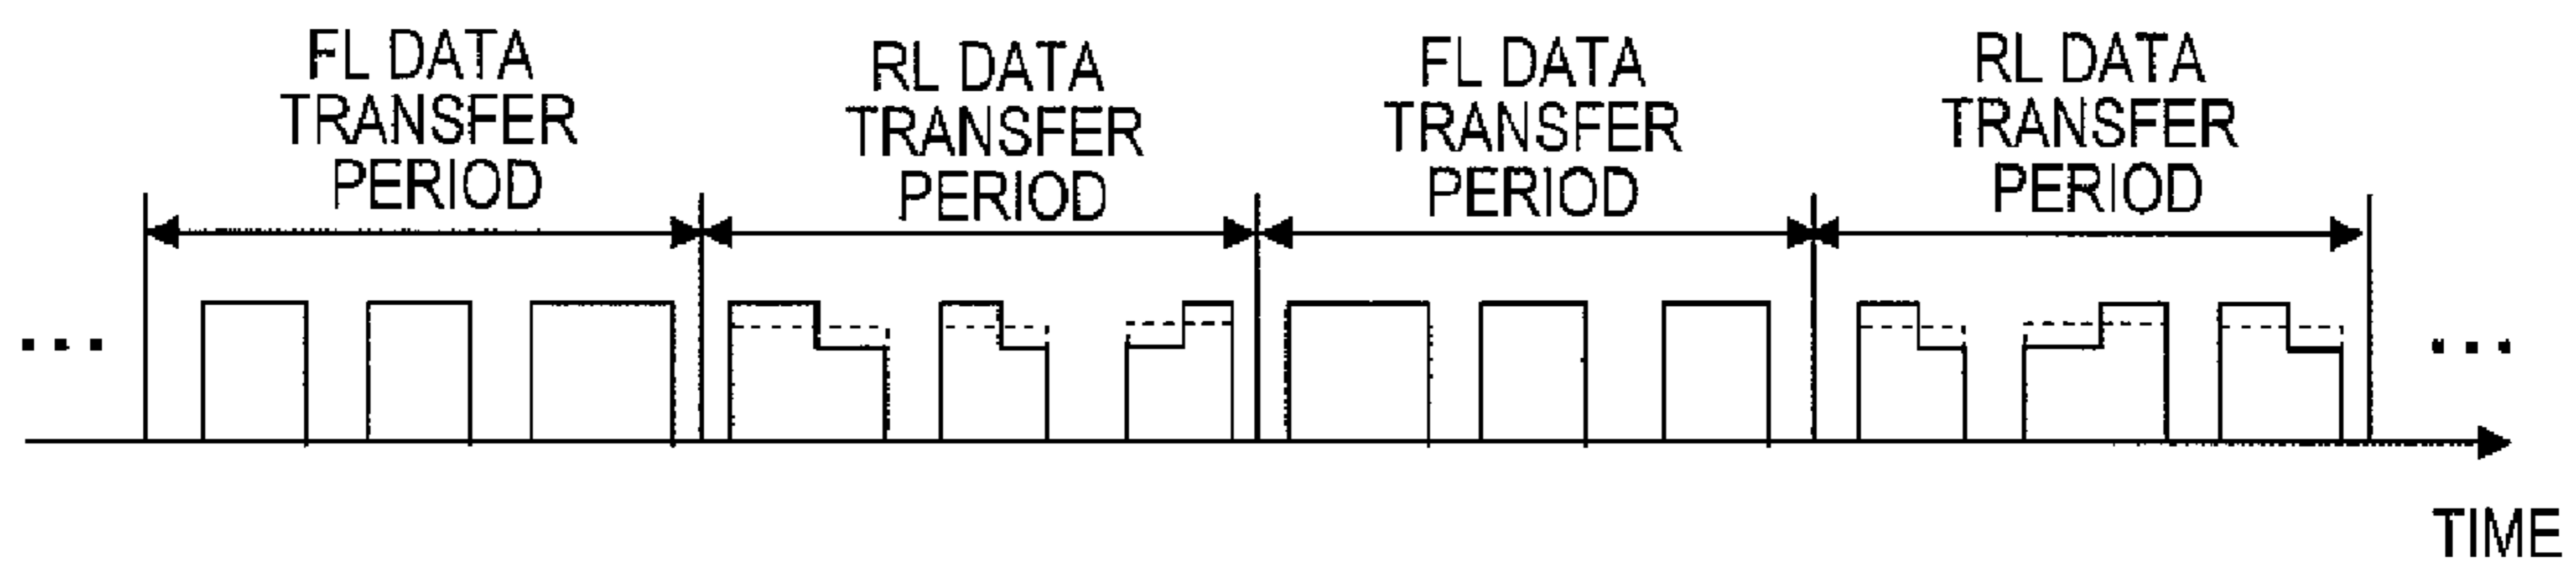 FL DATA
TRANSFER
PERIOD
RL DATA
TRANSFER
PERIOD
FL DATA
TRANSFER
PERIOD
RL DATA
TRANSFER
PERIOD
TIME